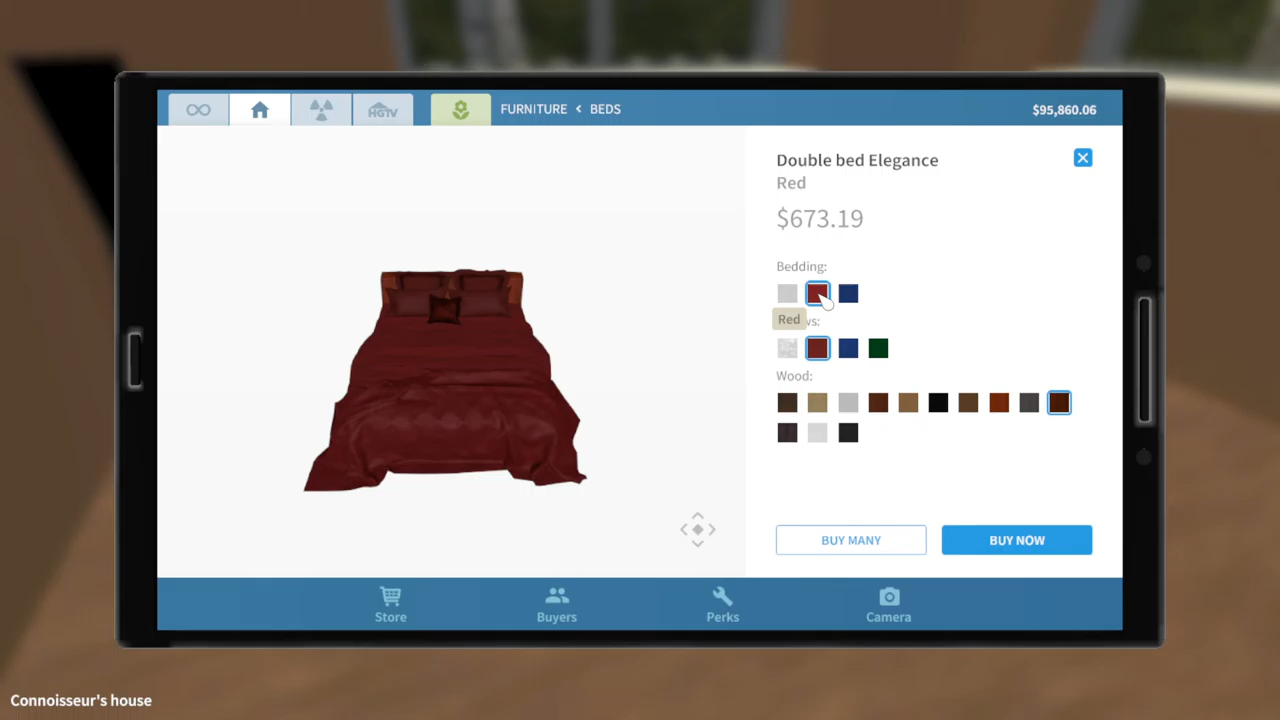 HGTV
FURNITURE < BEDS
$95,860.06
Double bed Elegance
Red
$673.19
Bedding:
Red
ws:
Wood:
BUY MANY
BUY NOW
Store
Buyers
Perks
Camera
Connoisseur's house